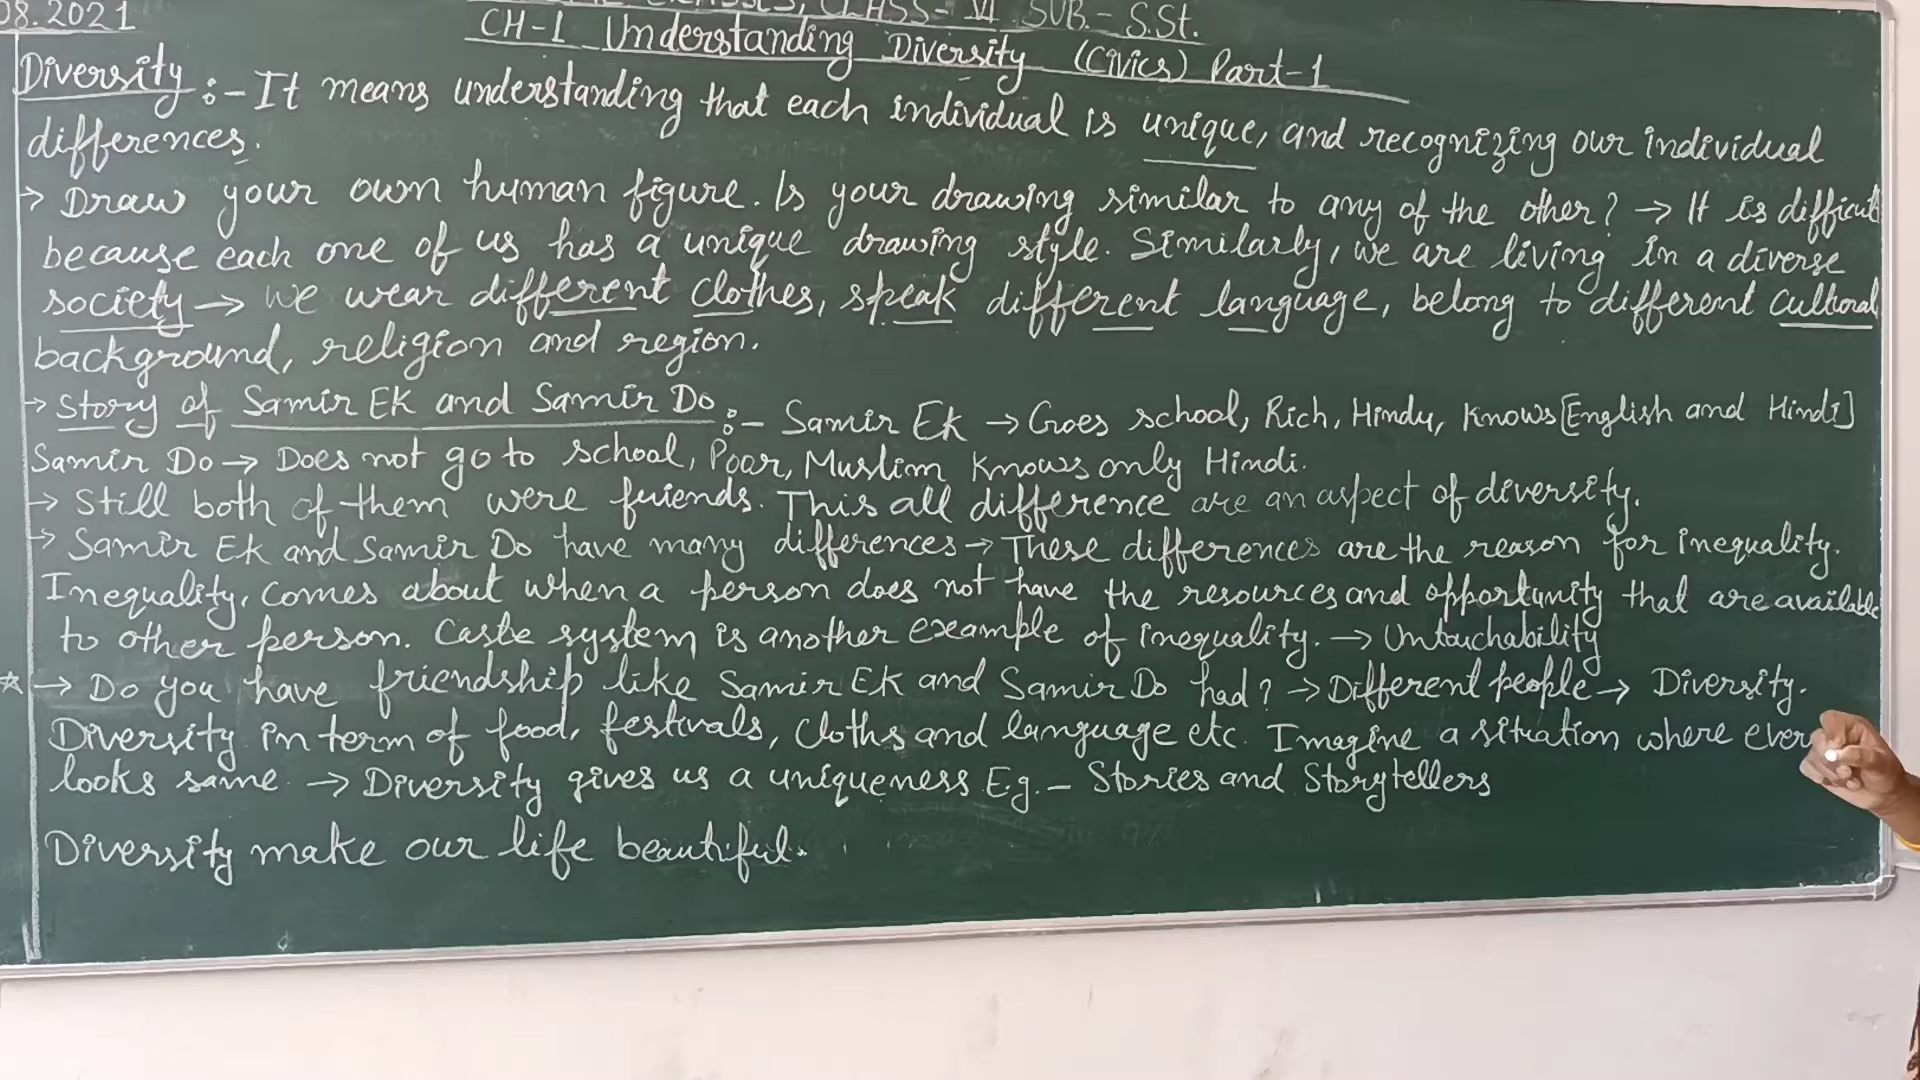 08.2021
CLASSES, CLASS- VI SUB.- S.St.
CH-1 Understanding Diversity (Civics) Part-1
Diversity :- It means understanding that each individual is unique, and recognizing our individual
differences.
→ Draw your own human figure. Is your drawing similar to any of the other? → It is difficult
because each one of us has a unique drawing style. Similarly, we are living in a diverse
society → we wear different clothes, speak different language, belong to different cultural
background, religion and region.
→ Story of Samir Ek and Samir Do :- Samir Ek → Goes school, Rich, Hindu, Knows [English and Hindi]
Samir Do → Does not go to school, Poar, Muslim Knows only Hindi.
→ Still both of them were friends. This all difference are an aspect of diversity.
→ Samir Ek and Samir Do have many differences → These differences are the reason for inequality.
Inequality, comes about when a person does not have the resources and opportunity that are available
to other person. Caste system is another example of inequality. → Untouchability
☆ → Do you have friendship like Samir Ek and Samir Do had? → Different people → Diversity.
Diversity in term of food, festivals, cloths and language etc. Imagine a situation where ever
looks same. → Diversity gives us a uniqueness E.g. - Stories and Storytellers
Diversity make our life beautiful.